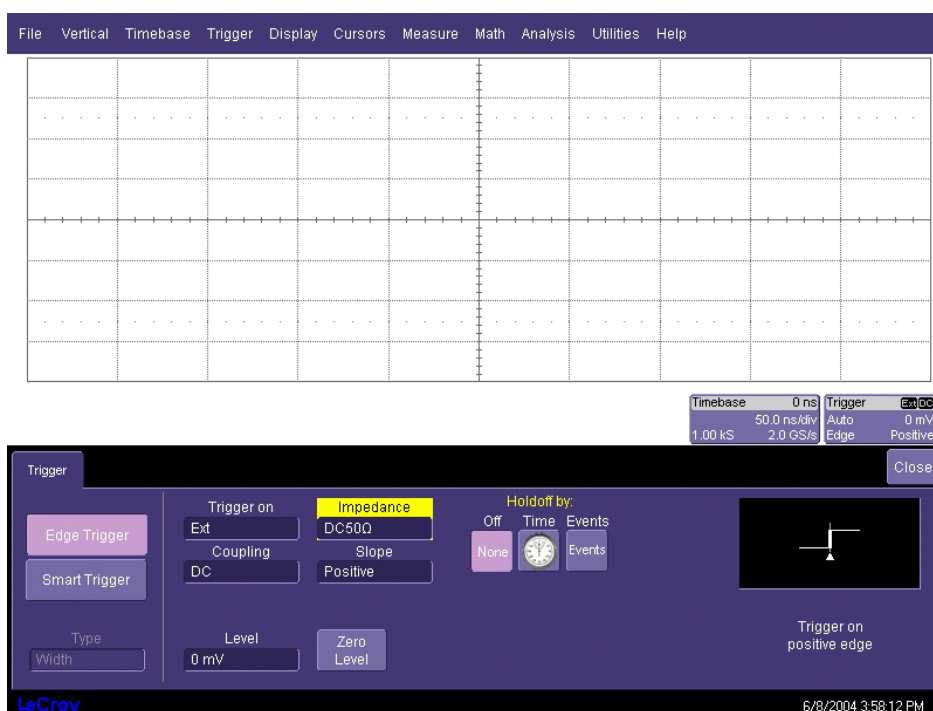 File Vertical Timebase Trigger Display Cursors Measure Math Analysis Utilities Help
Timebase 0 ns Trigger Ext DC
50.0 ns/div Auto 0 mV
1.00 kS 2.0 GS/s Edge Positive
Trigger Close
Trigger on Impedance Holdoff by:
Edge Trigger Ext DC50Ω Off Time Events
Coupling Slope None Events
Smart Trigger DC Positive
Type Level Zero Level Trigger on
Width 0 mV positive edge
LeCroy 6/8/2004 3:58:12 PM